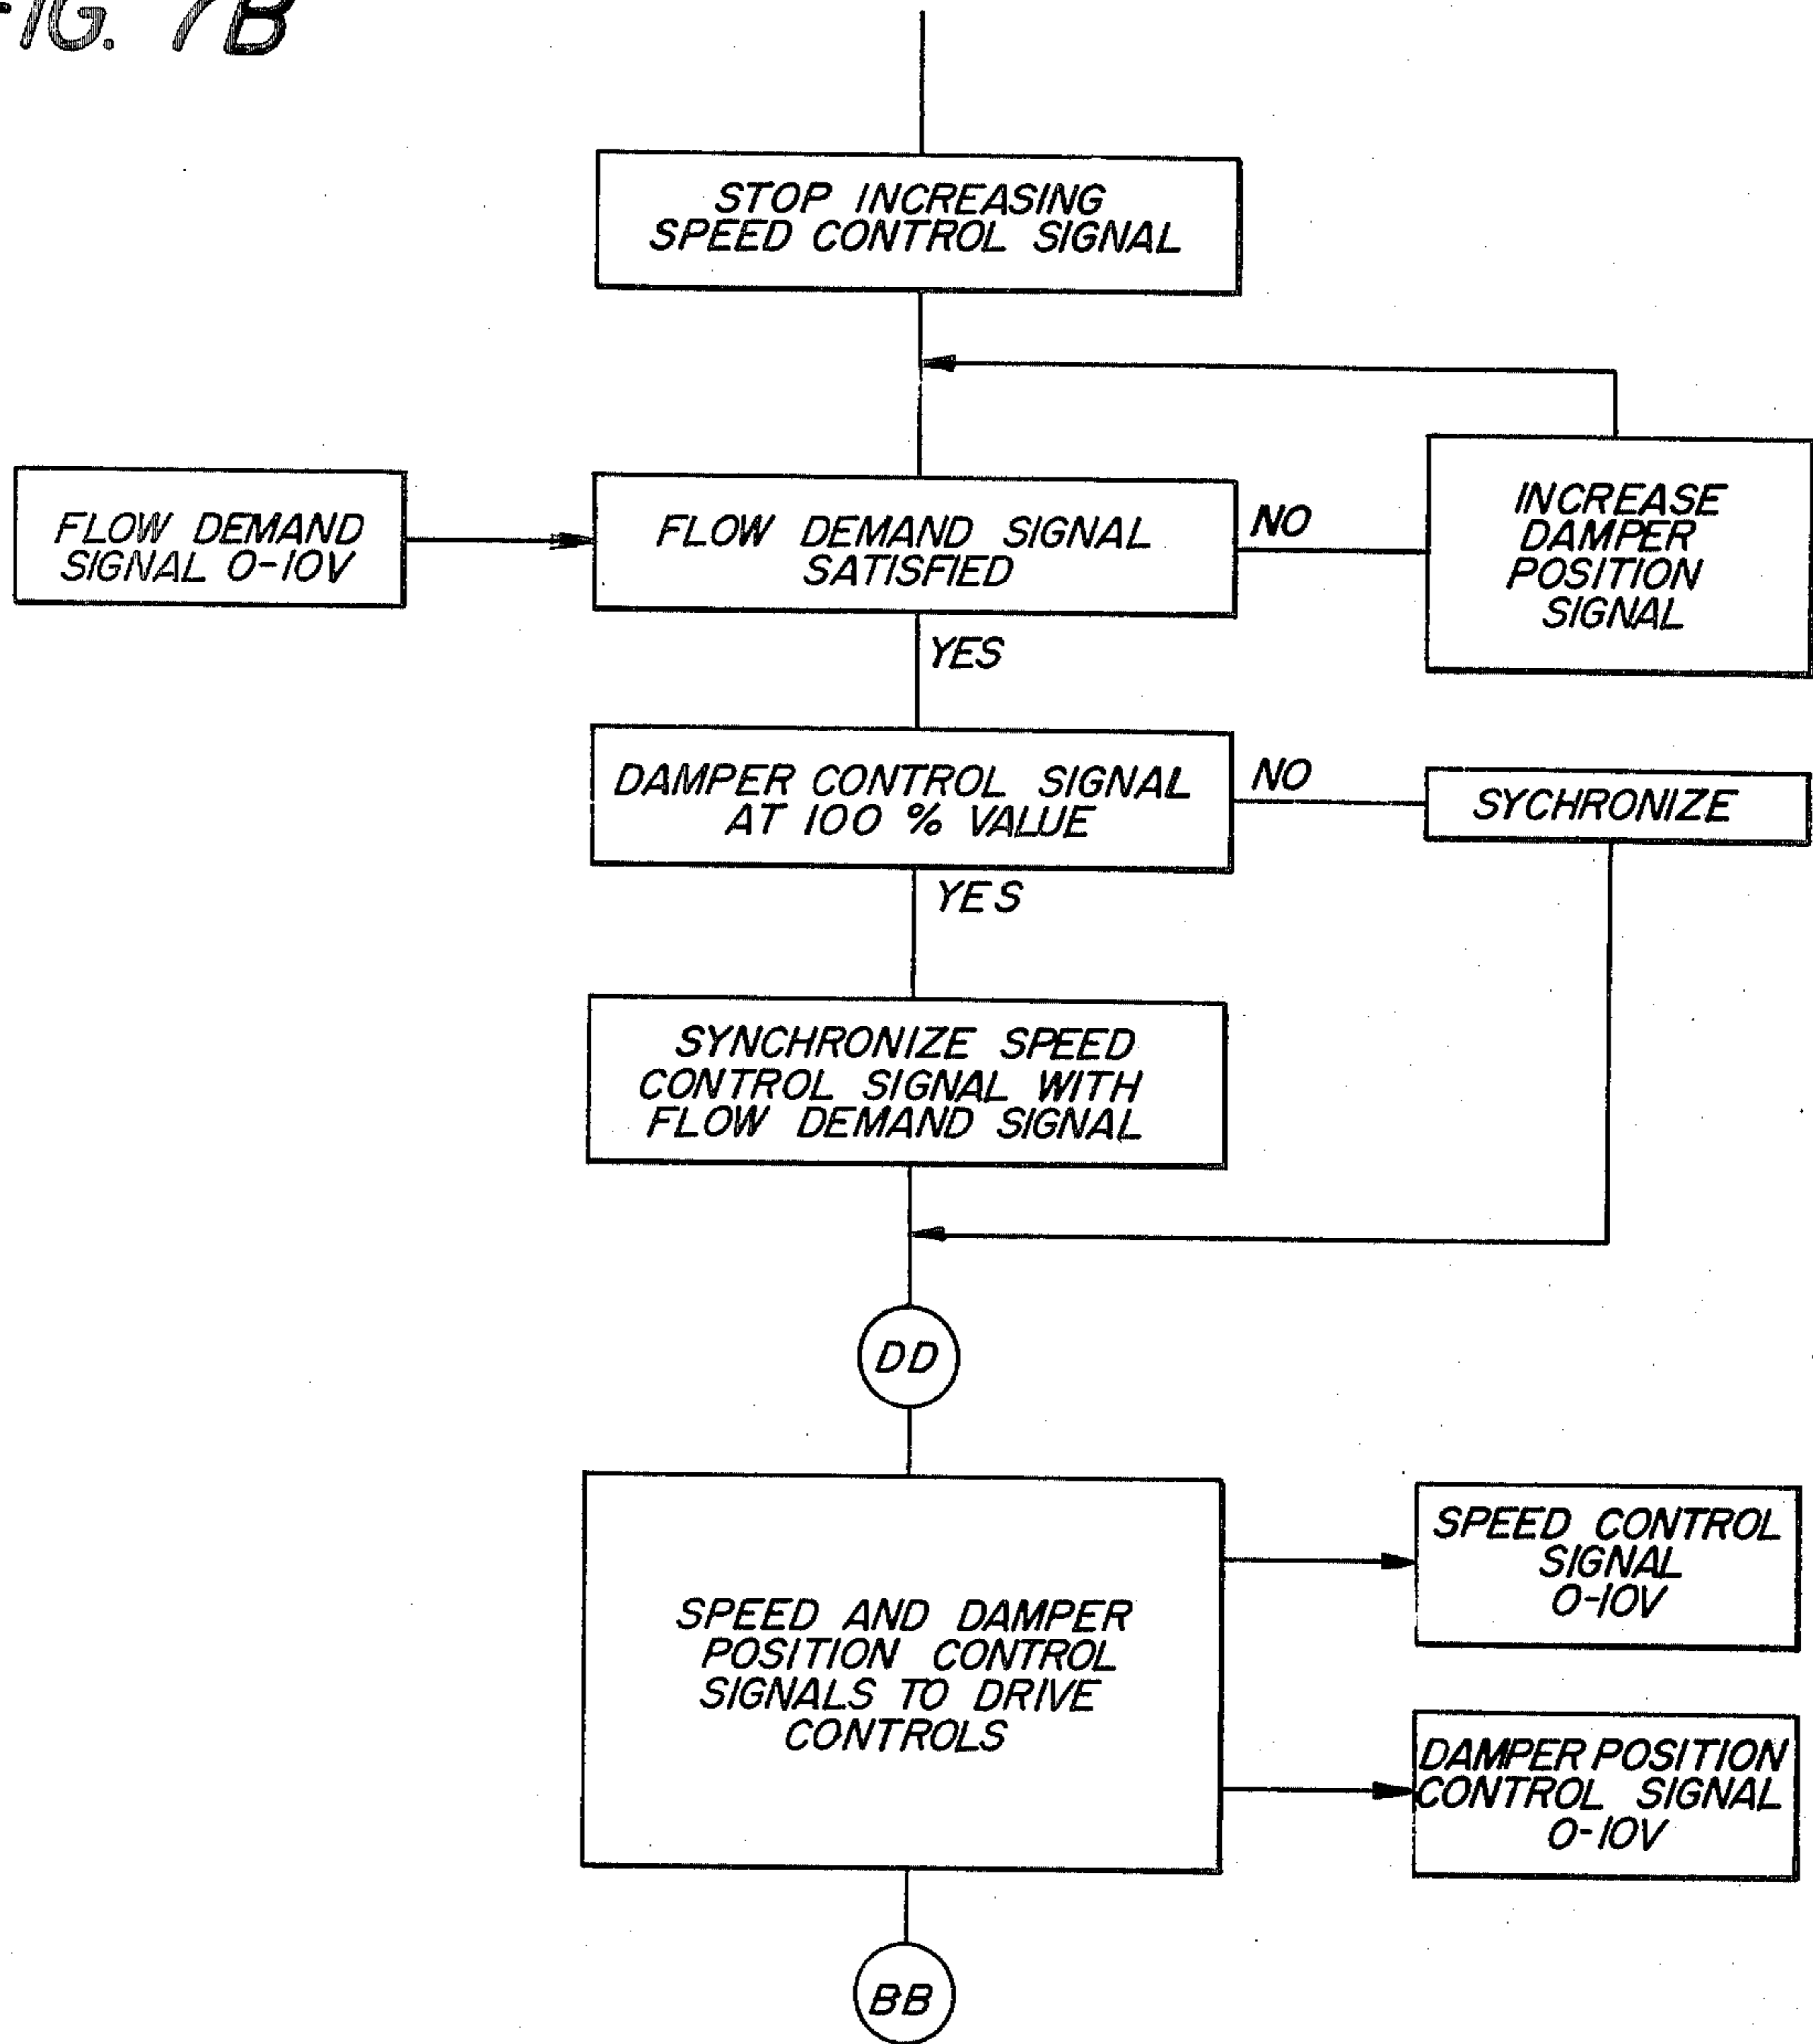 FIG. 7B
STOP INCREASING
SPEED CONTROL SIGNAL
FLOW DEMAND
SIGNAL 0-10V
FLOW DEMAND SIGNAL
SATISFIED
NO
INCREASE
DAMPER
POSITION
SIGNAL
YES
DAMPER CONTROL SIGNAL
AT 100 % VALUE
NO
SYCHRONIZE
YES
SYNCHRONIZE SPEED
CONTROL SIGNAL WITH
FLOW DEMAND SIGNAL
DD
SPEED AND DAMPER
POSITION CONTROL
SIGNALS TO DRIVE
CONTROLS
SPEED CONTROL
SIGNAL
0-10V
DAMPER POSITION
CONTROL SIGNAL
0-10V
BB